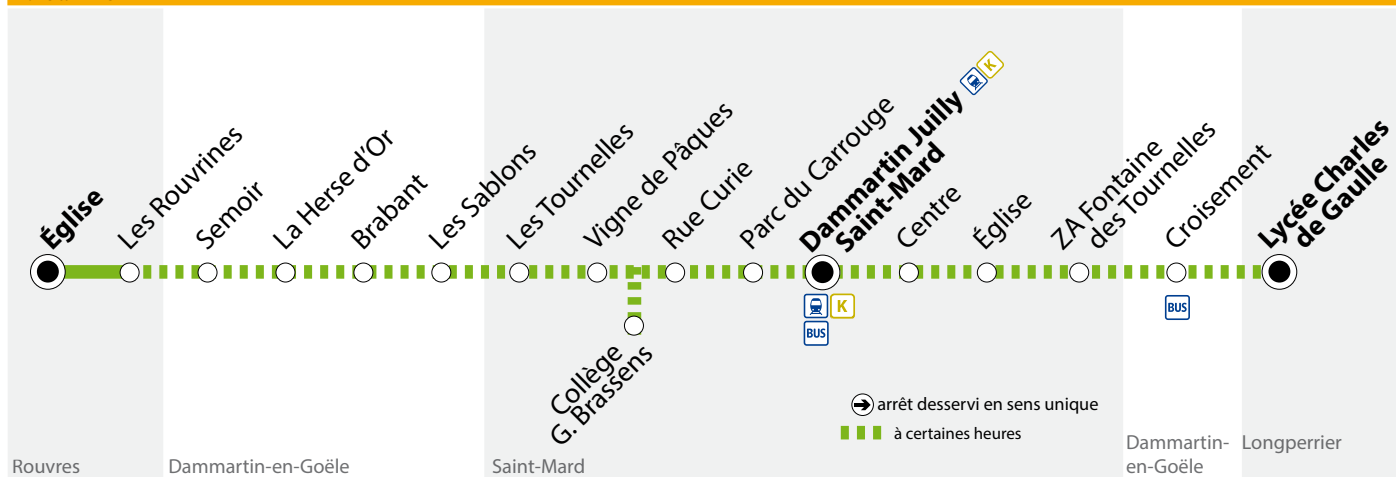 Église
Les Rouvrines
Semoir
La Herse d'Or
Brabant
Les Sablons
Les Tournelles
Vigne de Pâques
Rue Curie
Parc du Carrouge
Dammartin Juilly
Saint-Mard
K
Centre
Église
ZA Fontaine
des Tournelles
Croisement
Lycée Charles
de Gaulle
K
BUS
BUS
Collège
G. Brassens
arrêt desservi en sens unique
à certaines heures
Rouvres
Dammartin-en-Goële
Saint-Mard
Dammartin-
en-Goële
Longperrier